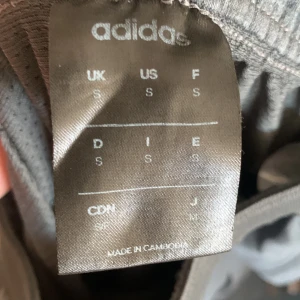 adidas
UK US F
S S S
D I E
S S S
CDN J
M
MADE IN CAMBODIA